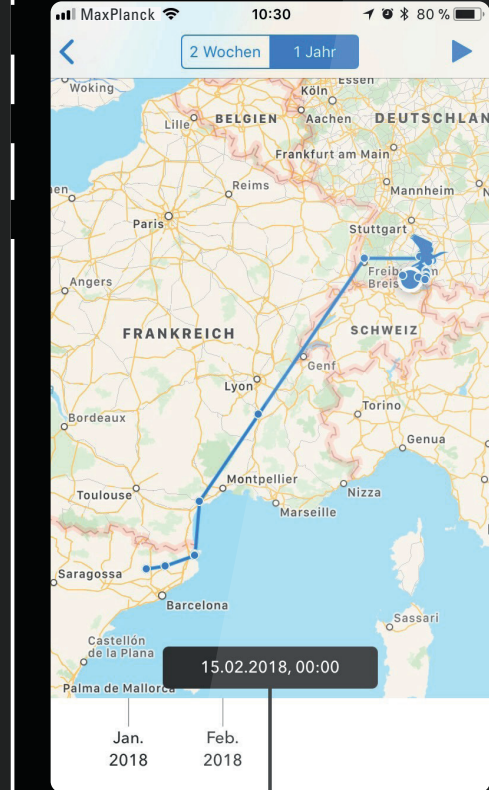 MaxPlanck
10:30
80 %
2 Wochen
1 Jahr
Woking
Essen
Köln
Lille
BELGIEN
Aachen
DEUTSCHLAN
Frankfurt am Main
Reims
Mannheim
Paris
Stuttgart
Angers
Breis
FRANKREICH
SCHWEIZ
Genf
Lyon
Torino
Bordeaux
Genua
Montpellier
Toulouse
Nizza
Marseille
Saragossa
Barcelona
Sassari
Castellón
de la Plana
15.02.2018, 00:00
Palma de Mallorca
Jan.
2018
Feb.
2018